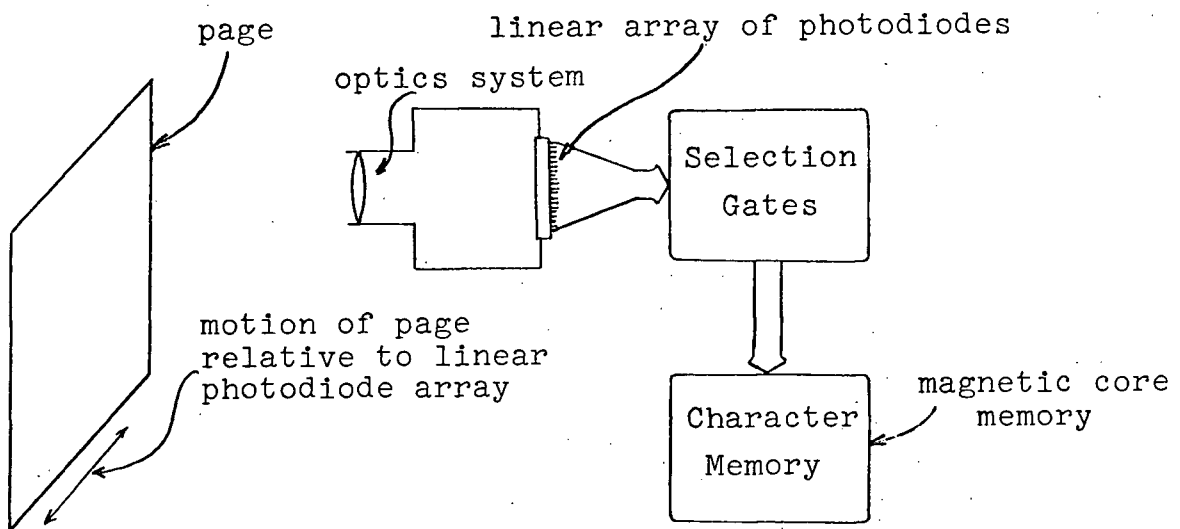 page
linear array of photodiodes
optics system
Selection
Gates
motion of page
relative to linear
photodiode array
magnetic core
memory
Character
Memory